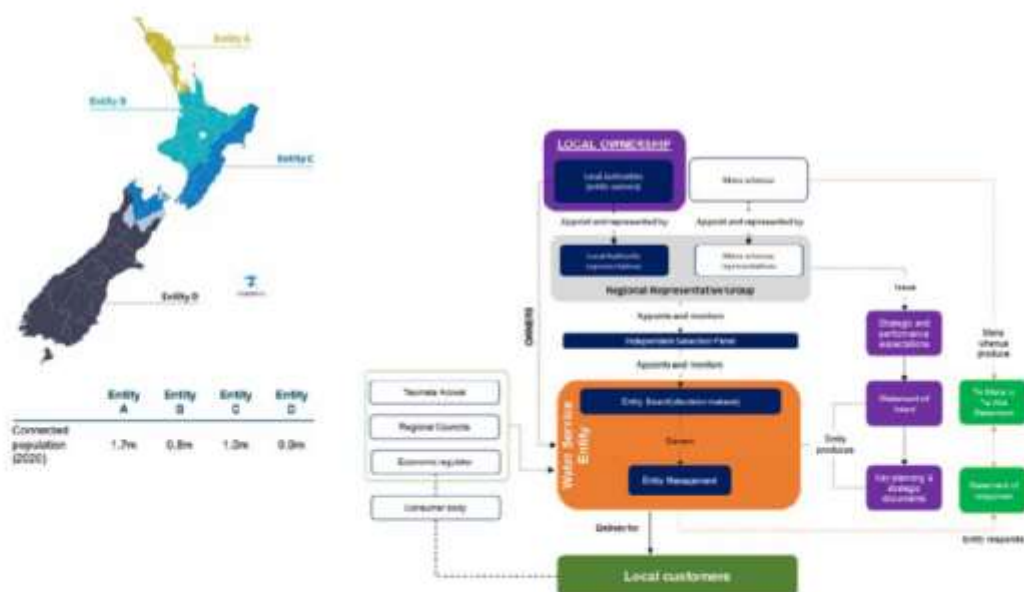 Entity A
Entity B
Entity C
Entity D
Entity
A
Entity
B
Entity
C
Entity
D
Connected
population
(2020)
1.7m
0.8m
1.0m
0.9m
LOCAL OWNERSHIP
Local Authorities
(public owners)
Mana whenua
Appoint and represented by
Appoint and represented by
Local Authority
representatives
Mana whenua
representatives
Regional Representative Group
Issue
Appoints and monitors
OWNERS
Independent Selection Panel
Appoints and monitors
Strategic and
performance
expectations
Mana
whenua
produce
Taumata Arowai
Regional Councils
Economic regulator
Consumer body
Water Service
Entity
Entity Board (decision makers)
Entity Management
Statement of
Intent
Entity
produces
Key planning &
strategic
documents
Te Mana o
Te Wai
Statement
Statement of
response
Entity responds
Deliver for
Local customers